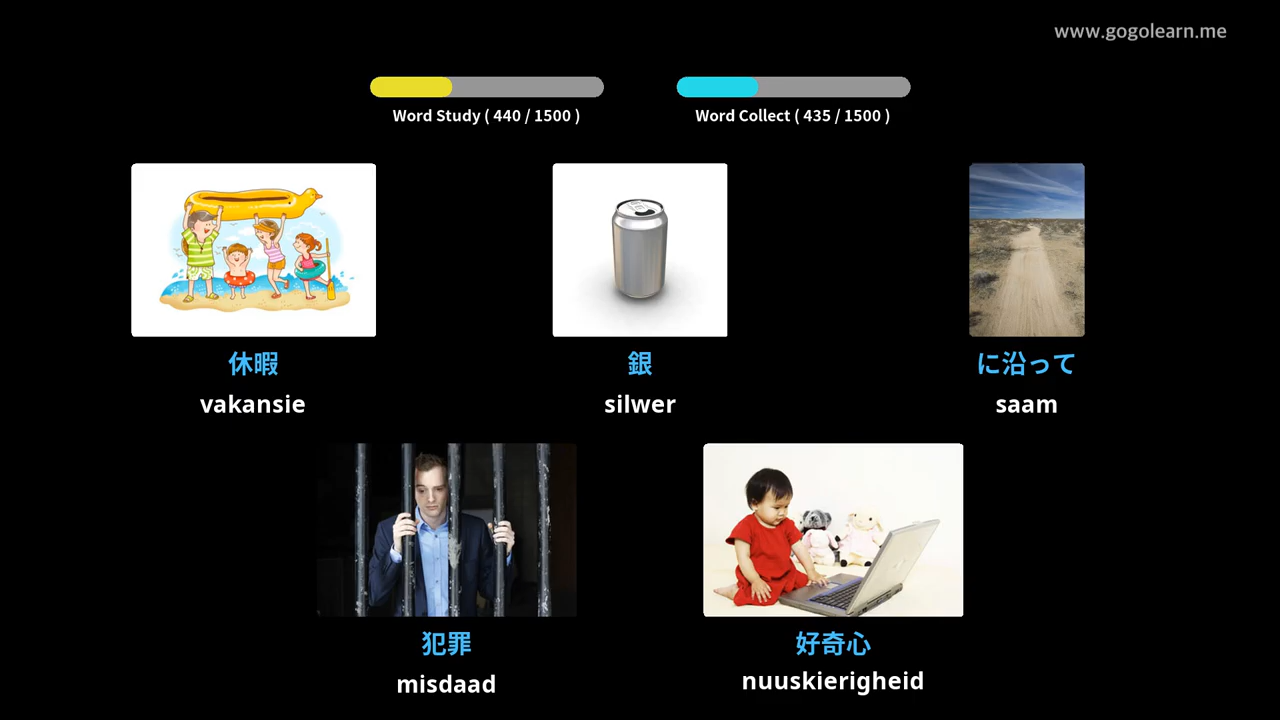 www.gogolearn.me
Word Study ( 440 / 1500 )
Word Collect ( 435 / 1500 )
休暇
vakansie
銀
silwer
に沿って
saam
犯罪
misdaad
好奇心
nuuskierigheid